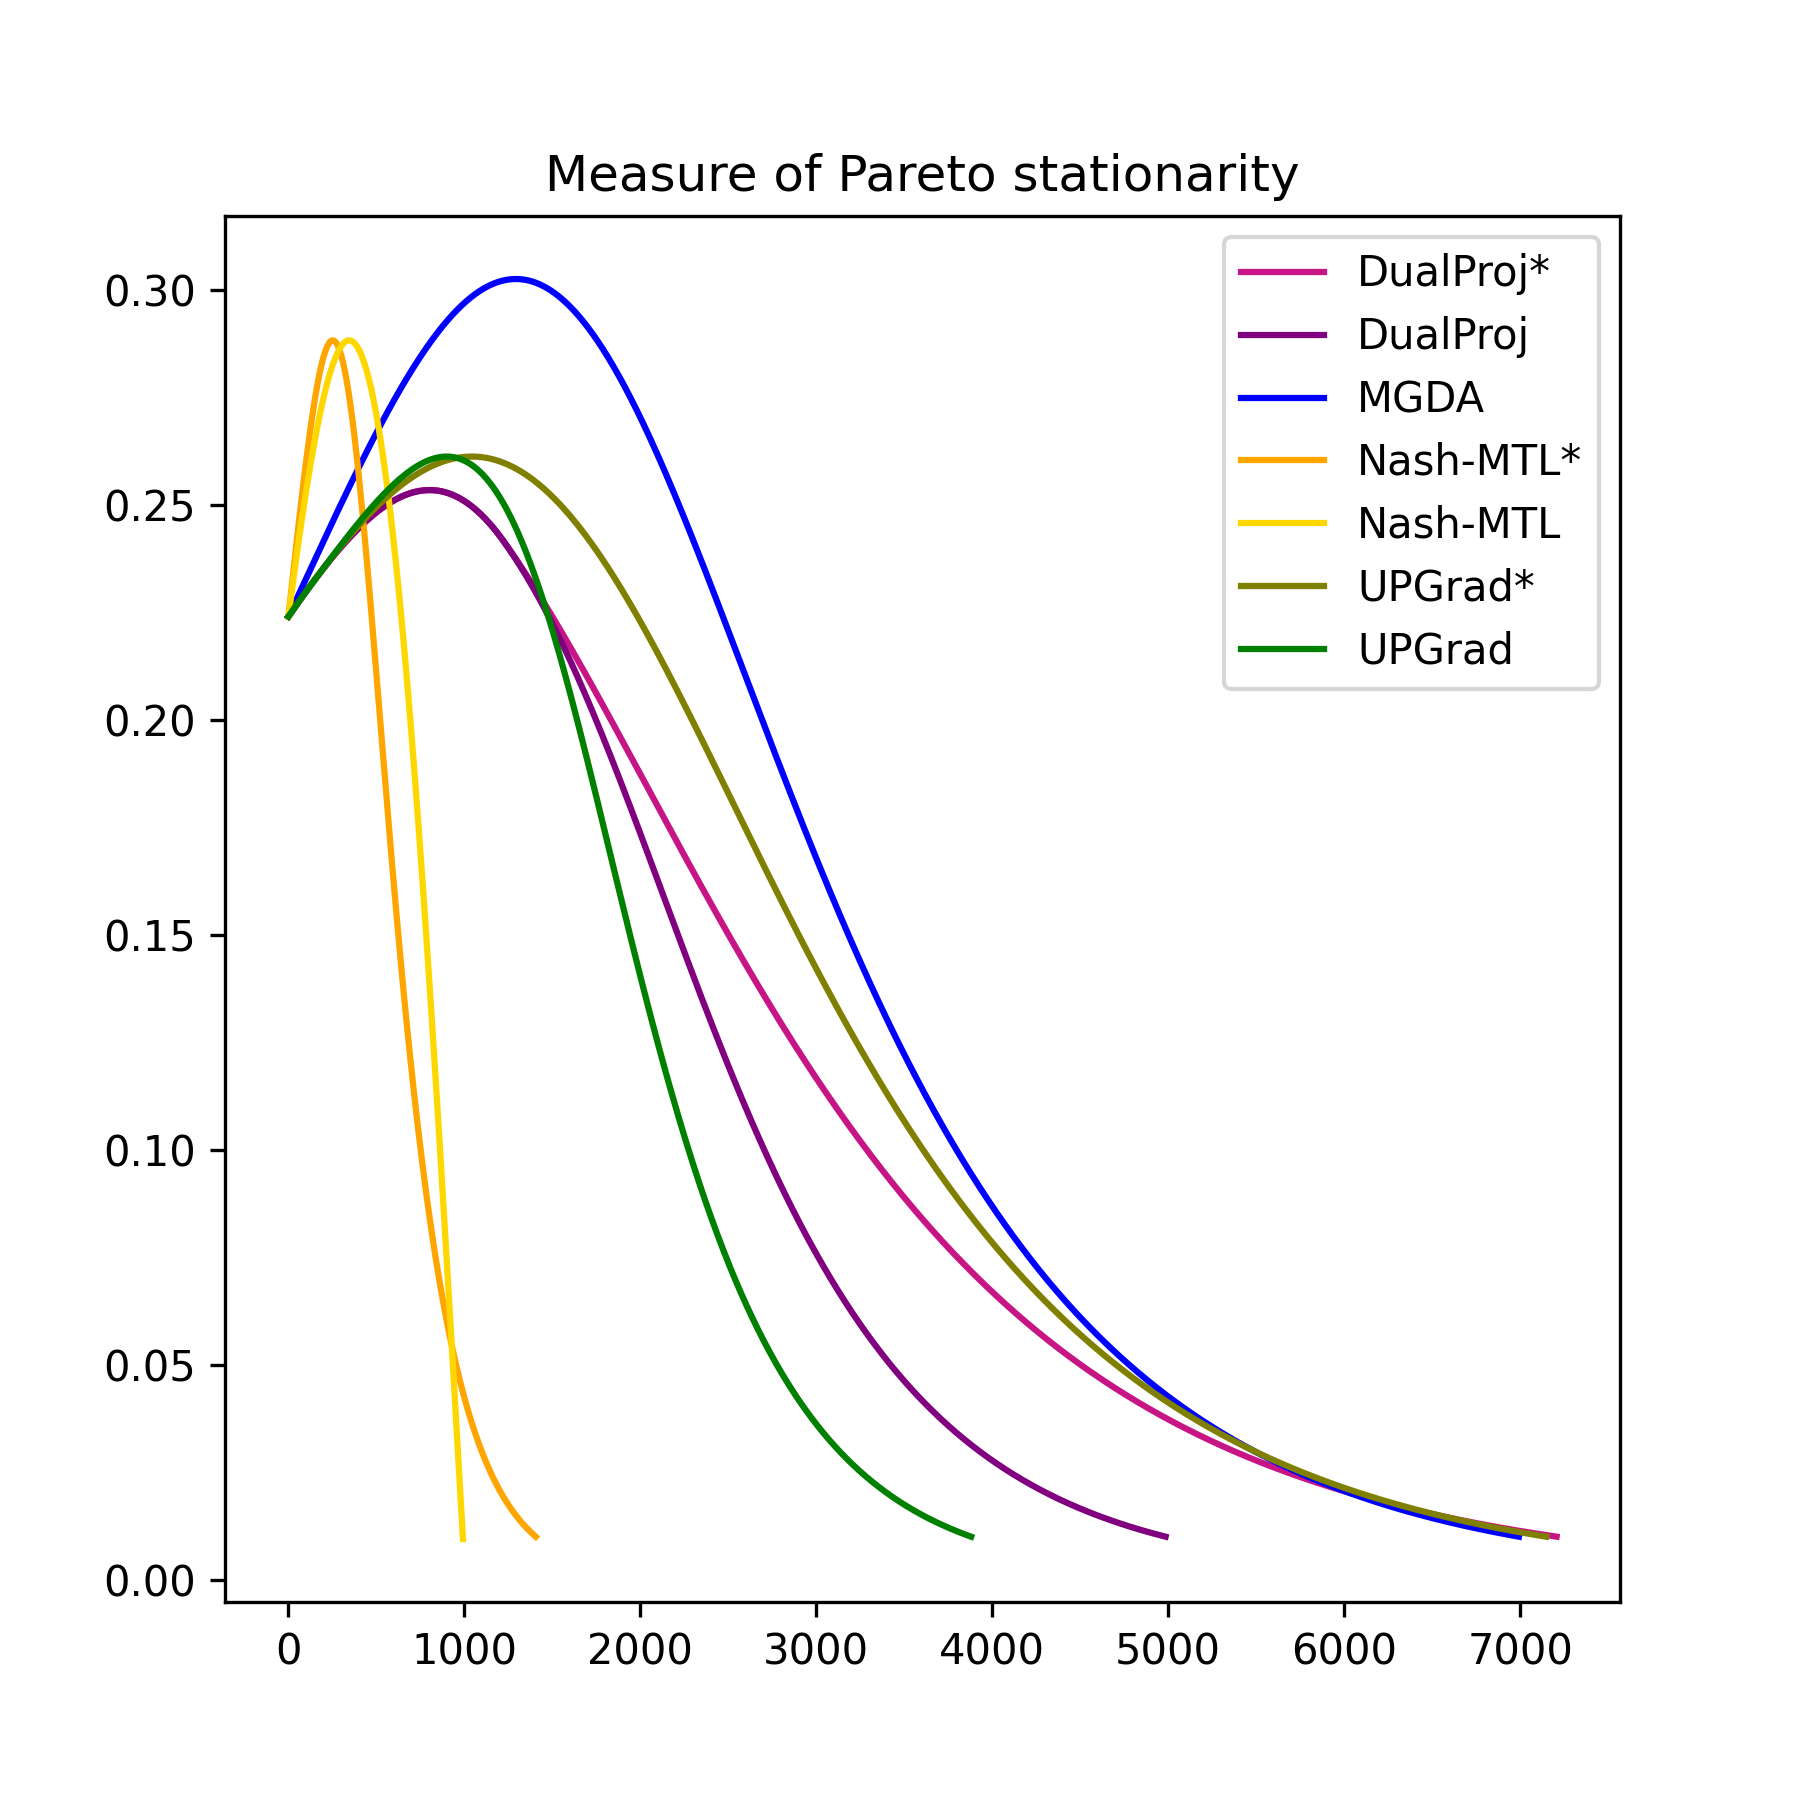 Measure of Pareto stationarity
0.30
0.25
0.20
0.15
0.10
0.05
0.00
0 1000 2000 3000 4000 5000 6000 7000
DualProj*
DualProj
MGDA
Nash-MTL*
Nash-MTL
UPGrad*
UPGrad